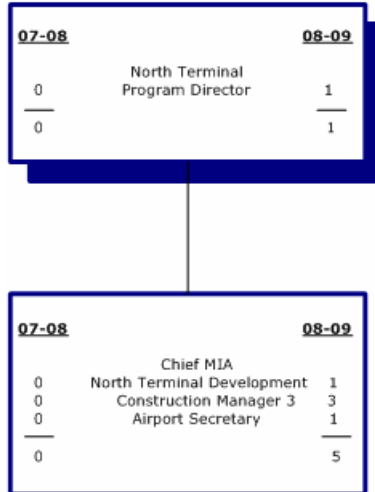 07-08 08-09
North Terminal
0 Program Director 1
0 1
07-08 08-09
Chief MIA
0 North Terminal Development 1
0 Construction Manager 3 3
0 Airport Secretary 1
0 5